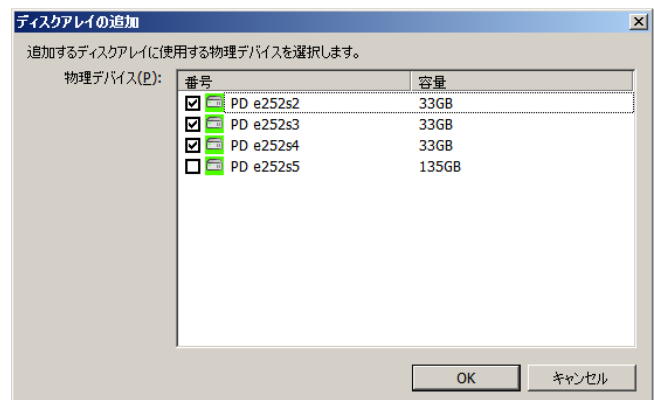 ディスクアレイの追加
追加するディスクアレイに使用する物理デバイスを選択します。
物理デバイス(P):
番号 容量
PD e252s2 33GB
PD e252s3 33GB
PD e252s4 33GB
PD e252s5 135GB
OK キャンセル